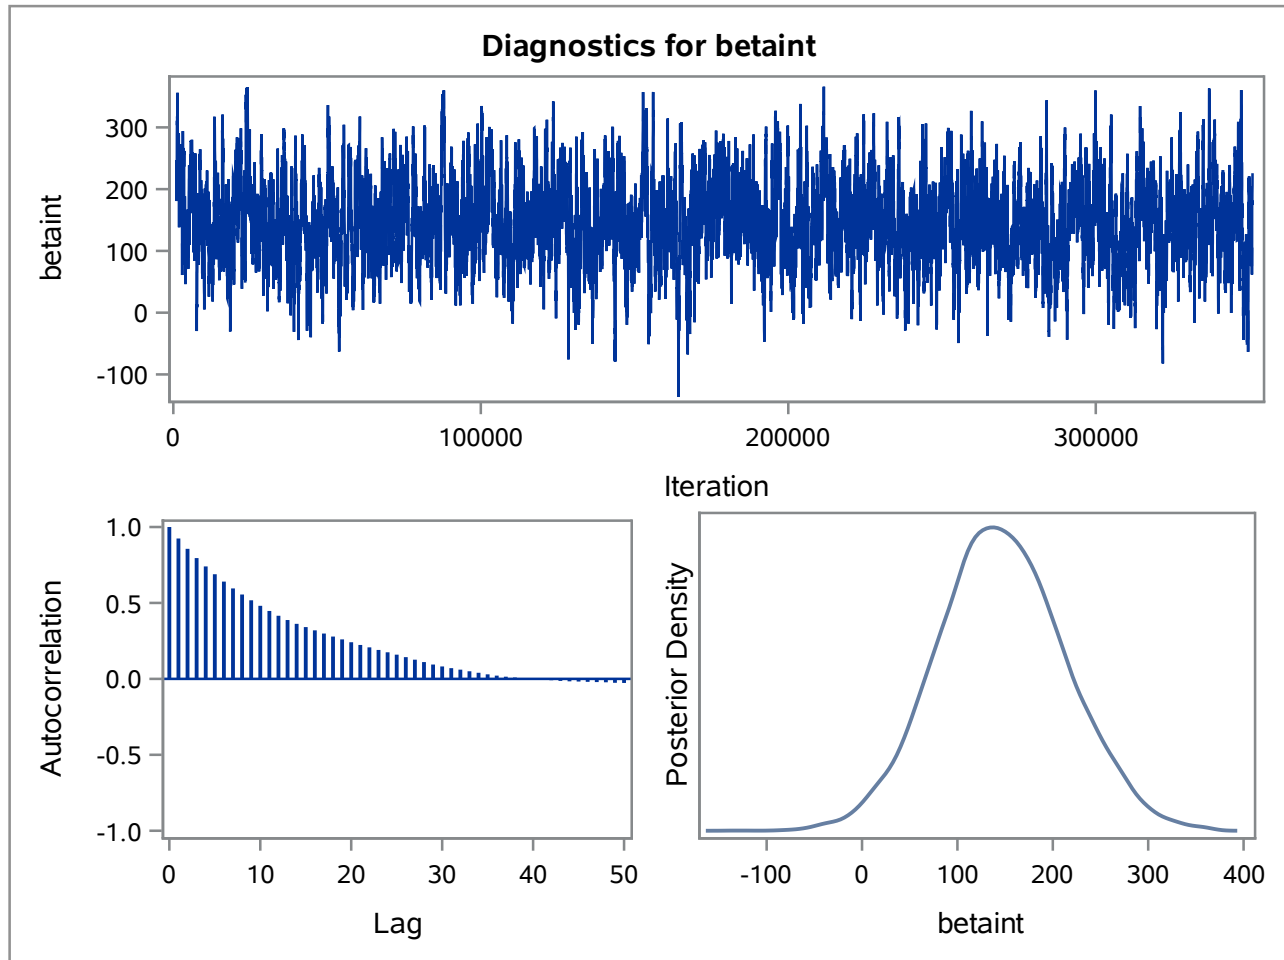 Diagnostics for betaint
betaint
300
200
100
0
-100
0 100000 200000 300000
Iteration
Autocorrelation
1.0
0.5
0.0
-0.5
-1.0
0 10 20 30 40 50
Lag
Posterior Density
-100 0 100 200 300 400
betaint